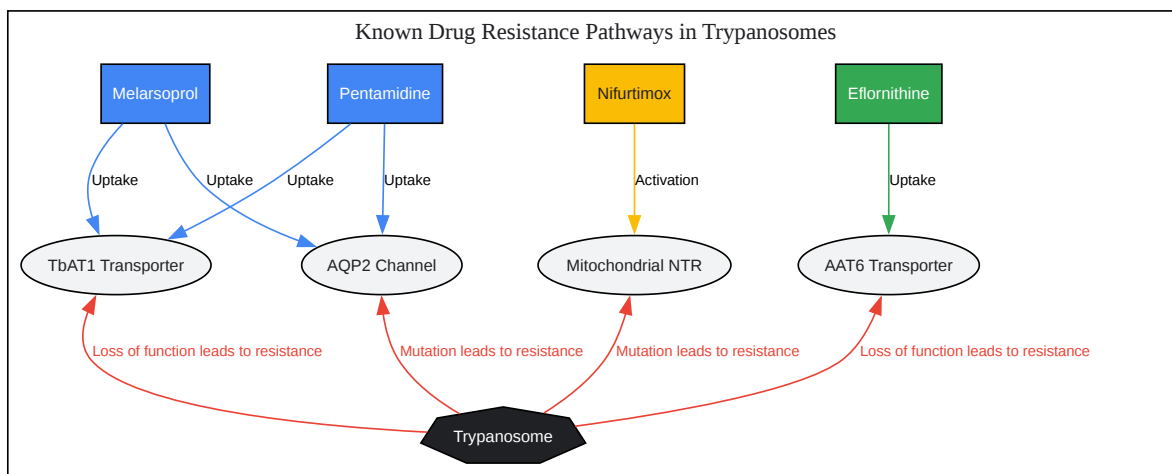 Known Drug Resistance Pathways in Trypanosomes
Melarsoprol
Pentamidine
Nifurtimox
Eflornithine
Uptake
Uptake
Uptake
Uptake
Activation
Uptake
TbAT1 Transporter
AQP2 Channel
Mitochondrial NTR
AAT6 Transporter
Loss of function leads to resistance
Mutation leads to resistance
Mutation leads to resistance
Loss of function leads to resistance
Trypanosome